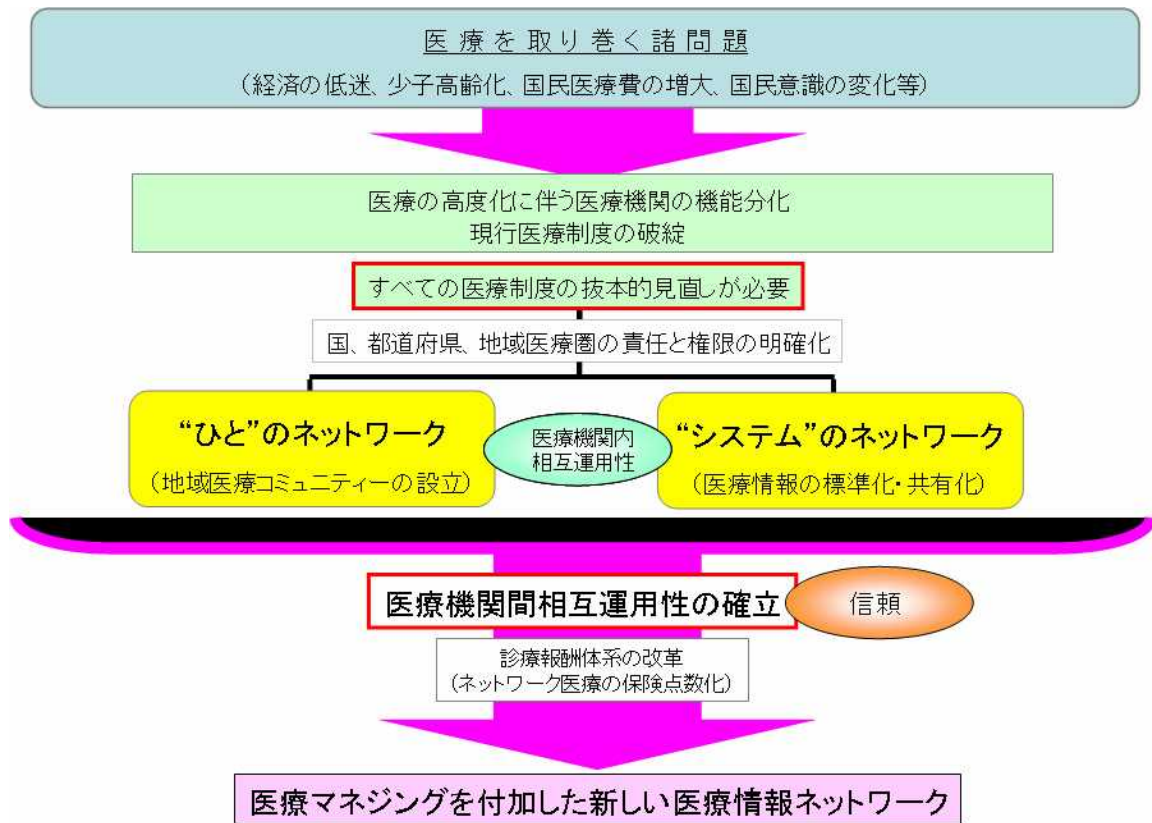 医療を取り巻く諸問題
（経済の低迷、少子高齢化、国民医療費の増大、国民意識の変化等）
医療の高度化に伴う医療機関の機能分化
現行医療制度の破綻
すべての医療制度の抜本的見直しが必要
国、都道府県、地域医療圏の責任と権限の明確化
“ひと”のネットワーク
（地域医療コミュニティーの設立）
医療機関内
相互運用性
“システム”のネットワーク
（医療情報の標準化・共有化）
医療機関間相互運用性の確立
信頼
診療報酬体系の改革
（ネットワーク医療の保険点数化）
医療マネジングを付加した新しい医療情報ネットワーク